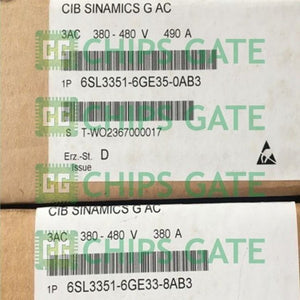 CIB SINAMICS G AC
3AC 380-480 V 490 A
1P 6SL3351-6GE35-0AB3
S T-WO2367000017
Erz.-St. D
Issue
CHIPS GATE
CHIPS GATE
CIB SINAMICS G AC
3AC 380-480 V 380 A
CHIPS GATE
1P 6SL3351-6GE33-8AB3